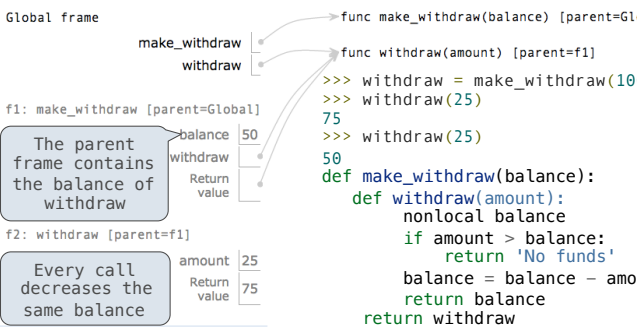 Global frame
make_withdraw
withdraw
func make_withdraw(balance) [parent=Gl
func withdraw(amount) [parent=f1]
>>> withdraw = make_withdraw(10
>>> withdraw(25)
75
>>> withdraw(25)
50
f1: make_withdraw [parent=Global]
balance 50
withdraw
Return
value
The parent
frame contains
the balance of
withdraw
f2: withdraw [parent=f1]
amount 25
Return
value 75
Every call
decreases the
same balance
def make_withdraw(balance):
def withdraw(amount):
nonlocal balance
if amount > balance:
return 'No funds'
balance = balance - amo
return balance
return withdraw